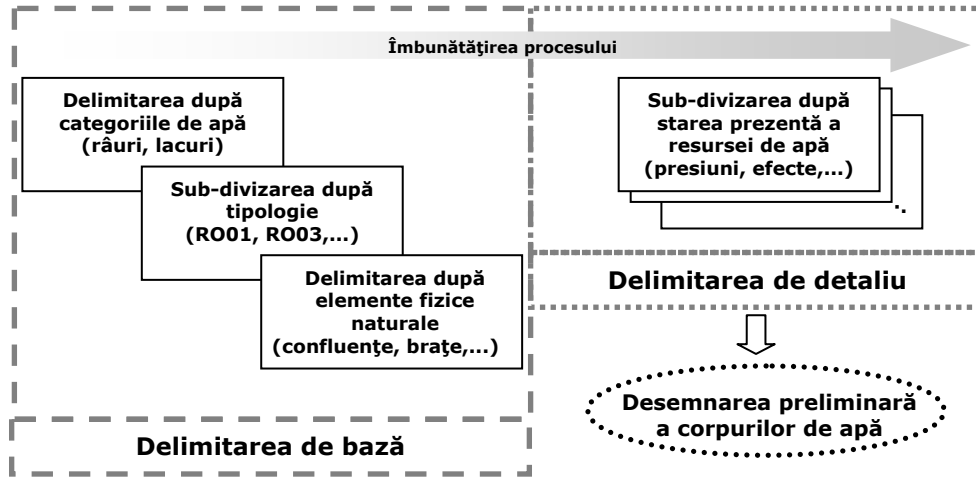 Îmbunătăţirea procesului
Delimitarea după
categoriile de apă
(râuri, lacuri)
Sub-divizarea după
tipologie
(RO01, RO03,...)
Delimitarea după
elemente fizice
naturale
(confluenţe, braţe,...)
Delimitarea de bază
Sub-divizarea după
starea prezentă a
resursei de apă
(presiuni, efecte,...)
..
Delimitarea de detaliu
Desemnarea preliminară
a corpurilor de apă